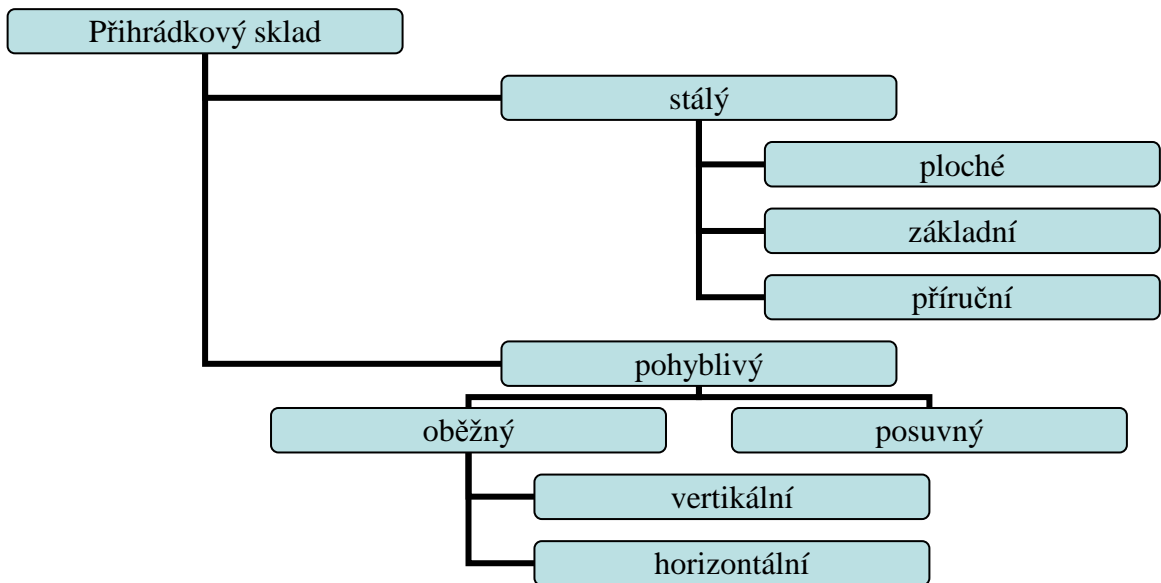 Přihrádkový sklad
stálý
ploché
základní
příruční
pohyblivý
oběžný
posuvný
vertikální
horizontální